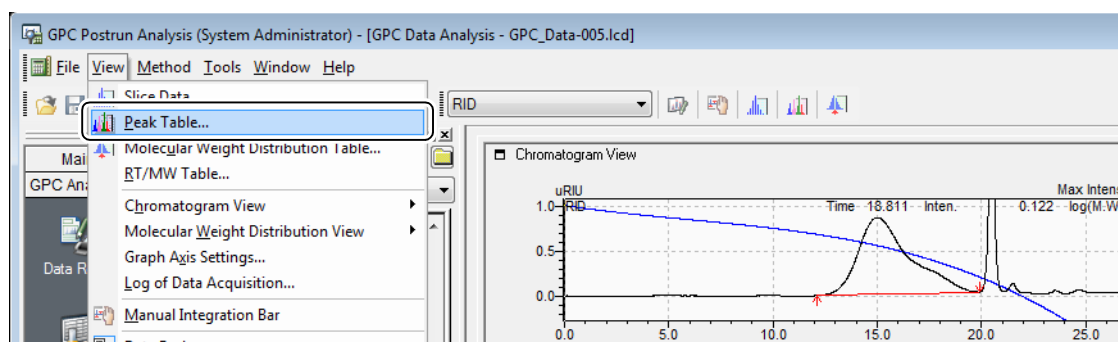 GPC Postrun Analysis (System Administrator) - [GPC Data Analysis - GPC_Data-005.lcd]
File View Method Tools Window Help
Slice Data
RID
Peak Table...
Molecular Weight Distribution Table...
Mai
RT/MW Table...
GPC An
Chromatogram View
Molecular Weight Distribution View
Graph Axis Settings...
Data R
Log of Data Acquisition...
Manual Integration Bar
Chromatogram View
uRIU
Max Intens
1.0
RID
Time 18.811 Inten. 0.122 log(M.W
0.5
0.0
0.0 5.0 10.0 15.0 20.0 25.0